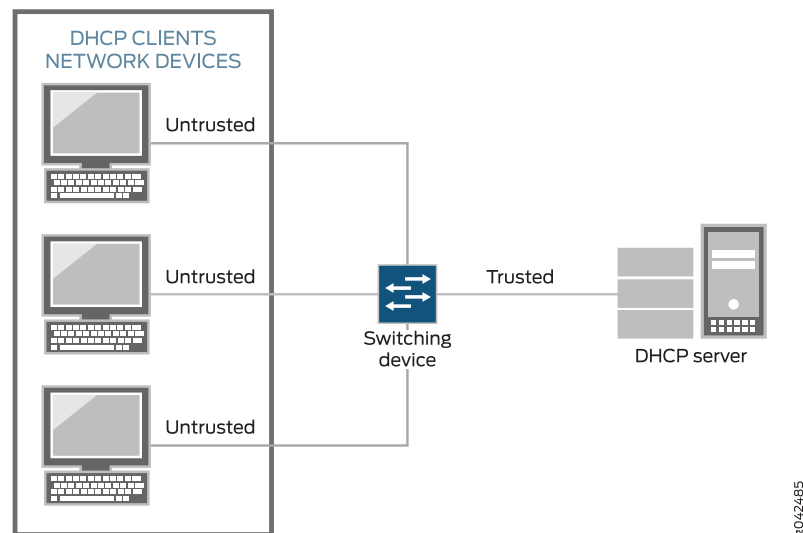 DHCP CLIENTS
NETWORK DEVICES
Untrusted
Untrusted
Trusted
Switching
device
DHCP server
Untrusted
g042485